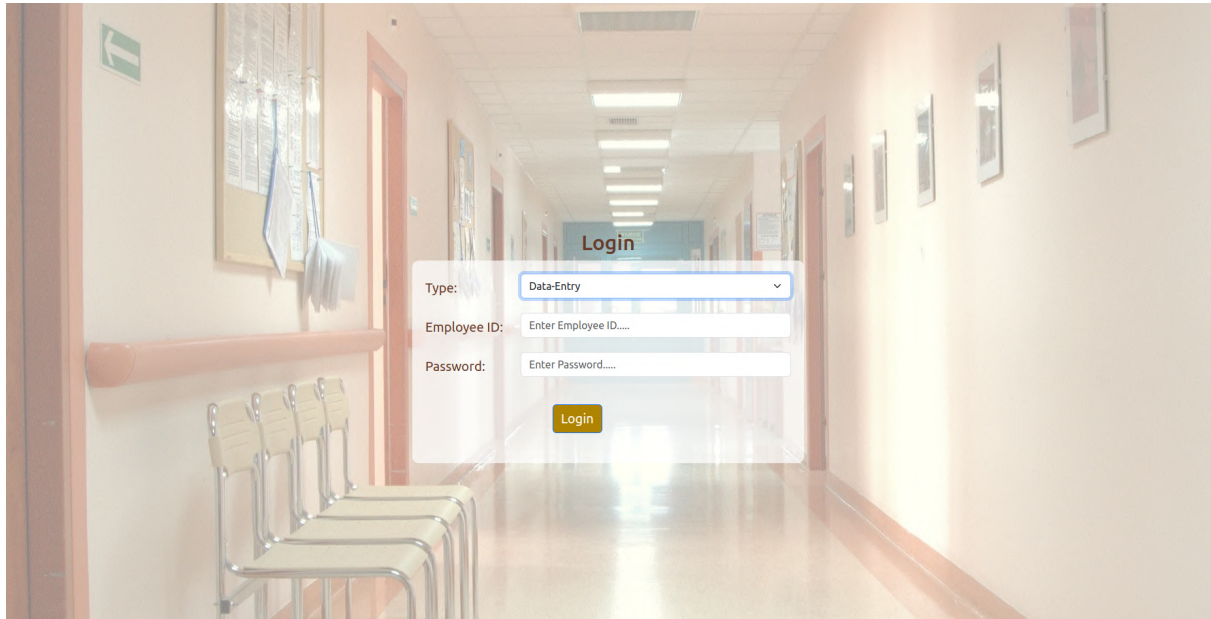 Login
Type: Data-Entry
Employee ID: Enter Employee ID.....
Password: Enter Password.....
Login